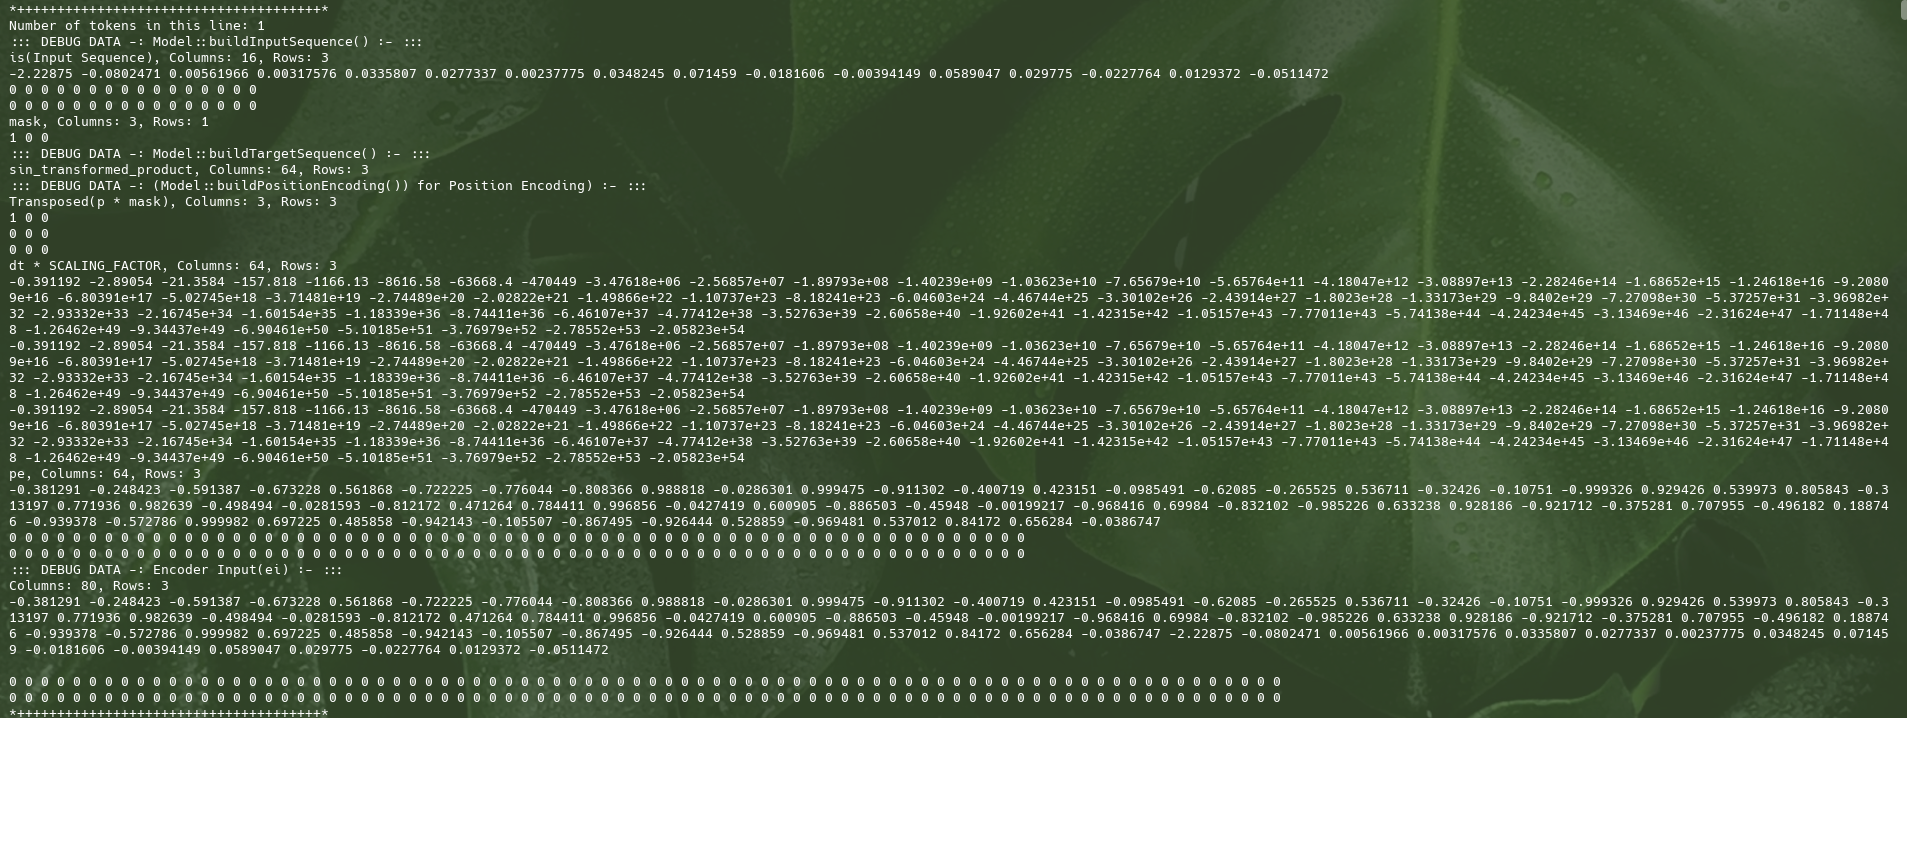 *++++++++++++++++++++++++++++++++++++++*
Number of tokens in this line: 1
::: DEBUG DATA -: Model::buildInputSequence() :- :::
is(Input Sequence), Columns: 16, Rows: 3
-2.22875 -0.0802471 0.00561966 0.00317576 0.0335807 0.0277337 0.00237775 0.0348245 0.071459 -0.0181606 -0.00394149 0.0589047 0.029775 -0.0227764 0.0129372 -0.0511472
0 0 0 0 0 0 0 0 0 0 0 0 0 0 0 0
0 0 0 0 0 0 0 0 0 0 0 0 0 0 0 0
mask, Columns: 3, Rows: 1
1 0 0
::: DEBUG DATA -: Model::buildTargetSequence() :- :::
sin_transformed_product, Columns: 64, Rows: 3
::: DEBUG DATA -: (Model::buildPositionEncoding()) for Position Encoding) :- :::
Transposed(p * mask), Columns: 3, Rows: 3
1 0 0
0 0 0
0 0 0
dt * SCALING_FACTOR, Columns: 64, Rows: 3
-0.391192 -2.89054 -21.3584 -157.818 -1166.13 -8616.58 -63668.4 -470449 -3.47618e+06 -2.56857e+07 -1.89793e+08 -1.40239e+09 -1.03623e+10 -7.65679e+10 -5.65764e+11 -4.18047e+12 -3.08897e+13 -2.28246e+14 -1.68652e+15 -1.24618e+16 -9.2080
9e+16 -6.80391e+17 -5.02745e+18 -3.71481e+19 -2.74489e+20 -2.02822e+21 -1.49866e+22 -1.10737e+23 -8.18241e+23 -6.04603e+24 -4.46744e+25 -3.30102e+26 -2.43914e+27 -1.8023e+28 -1.33173e+29 -9.8402e+29 -7.27098e+30 -5.37257e+31 -3.96982e+
32 -2.93332e+33 -2.16745e+34 -1.60154e+35 -1.18339e+36 -8.74411e+36 -6.46107e+37 -4.77412e+38 -3.52763e+39 -2.60658e+40 -1.92602e+41 -1.42315e+42 -1.05157e+43 -7.77011e+43 -5.74138e+44 -4.24234e+45 -3.13469e+46 -2.31624e+47 -1.71148e+4
8 -1.26462e+49 -9.34437e+49 -6.90461e+50 -5.10185e+51 -3.76979e+52 -2.78552e+53 -2.05823e+54
-0.391192 -2.89054 -21.3584 -157.818 -1166.13 -8616.58 -63668.4 -470449 -3.47618e+06 -2.56857e+07 -1.89793e+08 -1.40239e+09 -1.03623e+10 -7.65679e+10 -5.65764e+11 -4.18047e+12 -3.08897e+13 -2.28246e+14 -1.68652e+15 -1.24618e+16 -9.2080
9e+16 -6.80391e+17 -5.02745e+18 -3.71481e+19 -2.74489e+20 -2.02822e+21 -1.49866e+22 -1.10737e+23 -8.18241e+23 -6.04603e+24 -4.46744e+25 -3.30102e+26 -2.43914e+27 -1.8023e+28 -1.33173e+29 -9.8402e+29 -7.27098e+30 -5.37257e+31 -3.96982e+
32 -2.93332e+33 -2.16745e+34 -1.60154e+35 -1.18339e+36 -8.74411e+36 -6.46107e+37 -4.77412e+38 -3.52763e+39 -2.60658e+40 -1.92602e+41 -1.42315e+42 -1.05157e+43 -7.77011e+43 -5.74138e+44 -4.24234e+45 -3.13469e+46 -2.31624e+47 -1.71148e+4
8 -1.26462e+49 -9.34437e+49 -6.90461e+50 -5.10185e+51 -3.76979e+52 -2.78552e+53 -2.05823e+54
-0.391192 -2.89054 -21.3584 -157.818 -1166.13 -8616.58 -63668.4 -470449 -3.47618e+06 -2.56857e+07 -1.89793e+08 -1.40239e+09 -1.03623e+10 -7.65679e+10 -5.65764e+11 -4.18047e+12 -3.08897e+13 -2.28246e+14 -1.68652e+15 -1.24618e+16 -9.2080
9e+16 -6.80391e+17 -5.02745e+18 -3.71481e+19 -2.74489e+20 -2.02822e+21 -1.49866e+22 -1.10737e+23 -8.18241e+23 -6.04603e+24 -4.46744e+25 -3.30102e+26 -2.43914e+27 -1.8023e+28 -1.33173e+29 -9.8402e+29 -7.27098e+30 -5.37257e+31 -3.96982e+
32 -2.93332e+33 -2.16745e+34 -1.60154e+35 -1.18339e+36 -8.74411e+36 -6.46107e+37 -4.77412e+38 -3.52763e+39 -2.60658e+40 -1.92602e+41 -1.42315e+42 -1.05157e+43 -7.77011e+43 -5.74138e+44 -4.24234e+45 -3.13469e+46 -2.31624e+47 -1.71148e+4
8 -1.26462e+49 -9.34437e+49 -6.90461e+50 -5.10185e+51 -3.76979e+52 -2.78552e+53 -2.05823e+54
pe, Columns: 64, Rows: 3
-0.381291 -0.248423 -0.591387 -0.673228 0.561868 -0.722225 -0.776044 -0.808366 0.988818 -0.0286301 0.999475 -0.911302 -0.400719 0.423151 -0.0985491 -0.62085 -0.265525 0.536711 -0.32426 -0.10751 -0.999326 0.929426 0.539973 0.805843 -0.3
13197 0.771936 0.982639 -0.498494 -0.0281593 -0.812172 0.471264 0.784411 0.996856 -0.0427419 0.600905 -0.886503 -0.45948 -0.00199217 -0.968416 0.69984 -0.832102 -0.985226 0.633238 0.928186 -0.921712 -0.375281 0.707955 -0.496182 0.18874
6 -0.939378 -0.572786 0.999982 0.697225 0.485858 -0.942143 -0.105507 -0.867495 -0.926444 0.528859 -0.969481 0.537012 0.84172 0.656284 -0.0386747
0 0 0 0 0 0 0 0 0 0 0 0 0 0 0 0 0 0 0 0 0 0 0 0 0 0 0 0 0 0 0 0 0 0 0 0 0 0 0 0 0 0 0 0 0 0 0 0 0 0 0 0 0 0 0 0 0 0 0 0 0 0 0 0
0 0 0 0 0 0 0 0 0 0 0 0 0 0 0 0 0 0 0 0 0 0 0 0 0 0 0 0 0 0 0 0 0 0 0 0 0 0 0 0 0 0 0 0 0 0 0 0 0 0 0 0 0 0 0 0 0 0 0 0 0 0 0 0
::: DEBUG DATA -: Encoder Input(ei) :- :::
Columns: 80, Rows: 3
-0.381291 -0.248423 -0.591387 -0.673228 0.561868 -0.722225 -0.776044 -0.808366 0.988818 -0.0286301 0.999475 -0.911302 -0.400719 0.423151 -0.0985491 -0.62085 -0.265525 0.536711 -0.32426 -0.10751 -0.999326 0.929426 0.539973 0.805843 -0.3
13197 0.771936 0.982639 -0.498494 -0.0281593 -0.812172 0.471264 0.784411 0.996856 -0.0427419 0.600905 -0.886503 -0.45948 -0.00199217 -0.968416 0.69984 -0.832102 -0.985226 0.633238 0.928186 -0.921712 -0.375281 0.707955 -0.496182 0.18874
6 -0.939378 -0.572786 0.999982 0.697225 0.485858 -0.942143 -0.105507 -0.867495 -0.926444 0.528859 -0.969481 0.537012 0.84172 0.656284 -0.0386747 -2.22875 -0.0802471 0.00561966 0.00317576 0.0335807 0.0277337 0.00237775 0.0348245 0.07145
9 -0.0181606 -0.00394149 0.0589047 0.029775 -0.0227764 0.0129372 -0.0511472
0 0 0 0 0 0 0 0 0 0 0 0 0 0 0 0 0 0 0 0 0 0 0 0 0 0 0 0 0 0 0 0 0 0 0 0 0 0 0 0 0 0 0 0 0 0 0 0 0 0 0 0 0 0 0 0 0 0 0 0 0 0 0 0 0 0 0 0 0 0 0 0 0 0 0 0 0 0 0 0
0 0 0 0 0 0 0 0 0 0 0 0 0 0 0 0 0 0 0 0 0 0 0 0 0 0 0 0 0 0 0 0 0 0 0 0 0 0 0 0 0 0 0 0 0 0 0 0 0 0 0 0 0 0 0 0 0 0 0 0 0 0 0 0 0 0 0 0 0 0 0 0 0 0 0 0 0 0 0 0
*++++++++++++++++++++++++++++++++++++++*